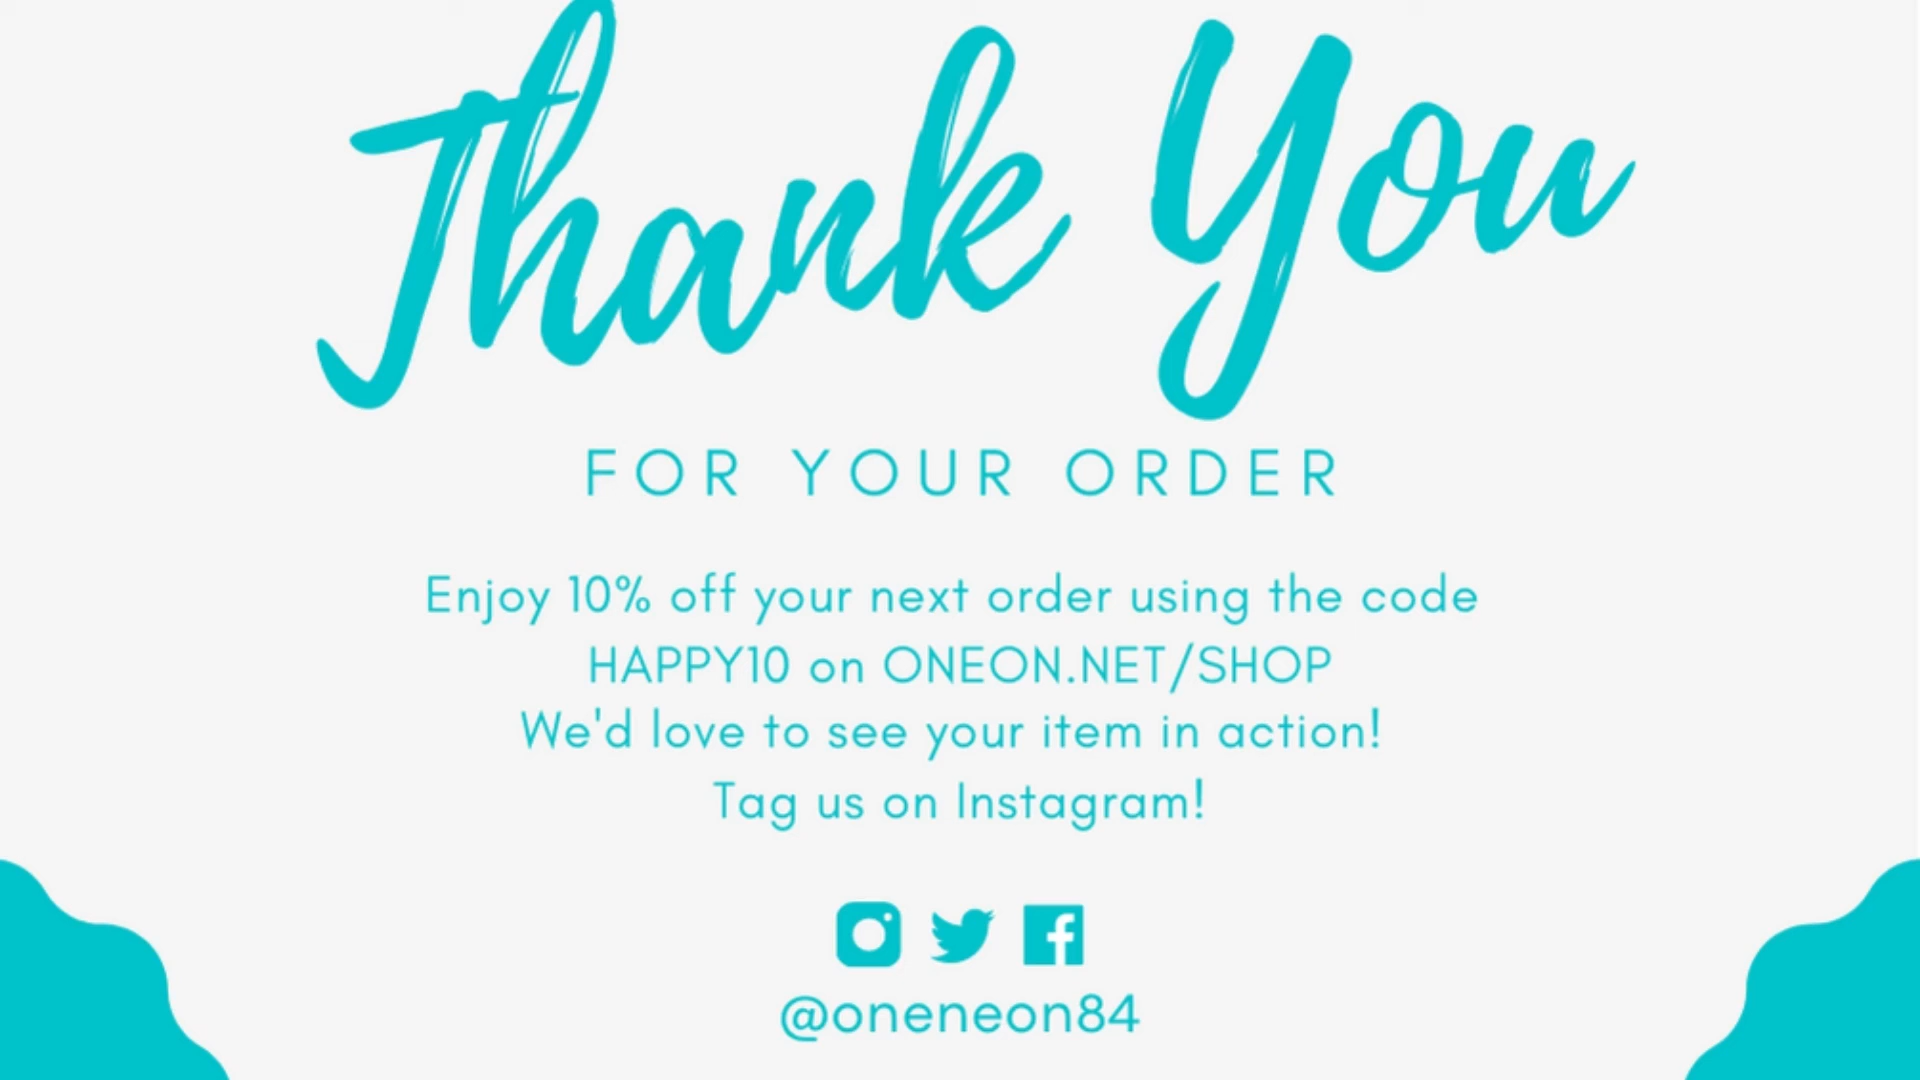 Thank You
FOR YOUR ORDER
Enjoy 10% off your next order using the code
HAPPY10 on ONEON.NET/SHOP
We'd love to see your item in action!
Tag us on Instagram!
@oneneon84